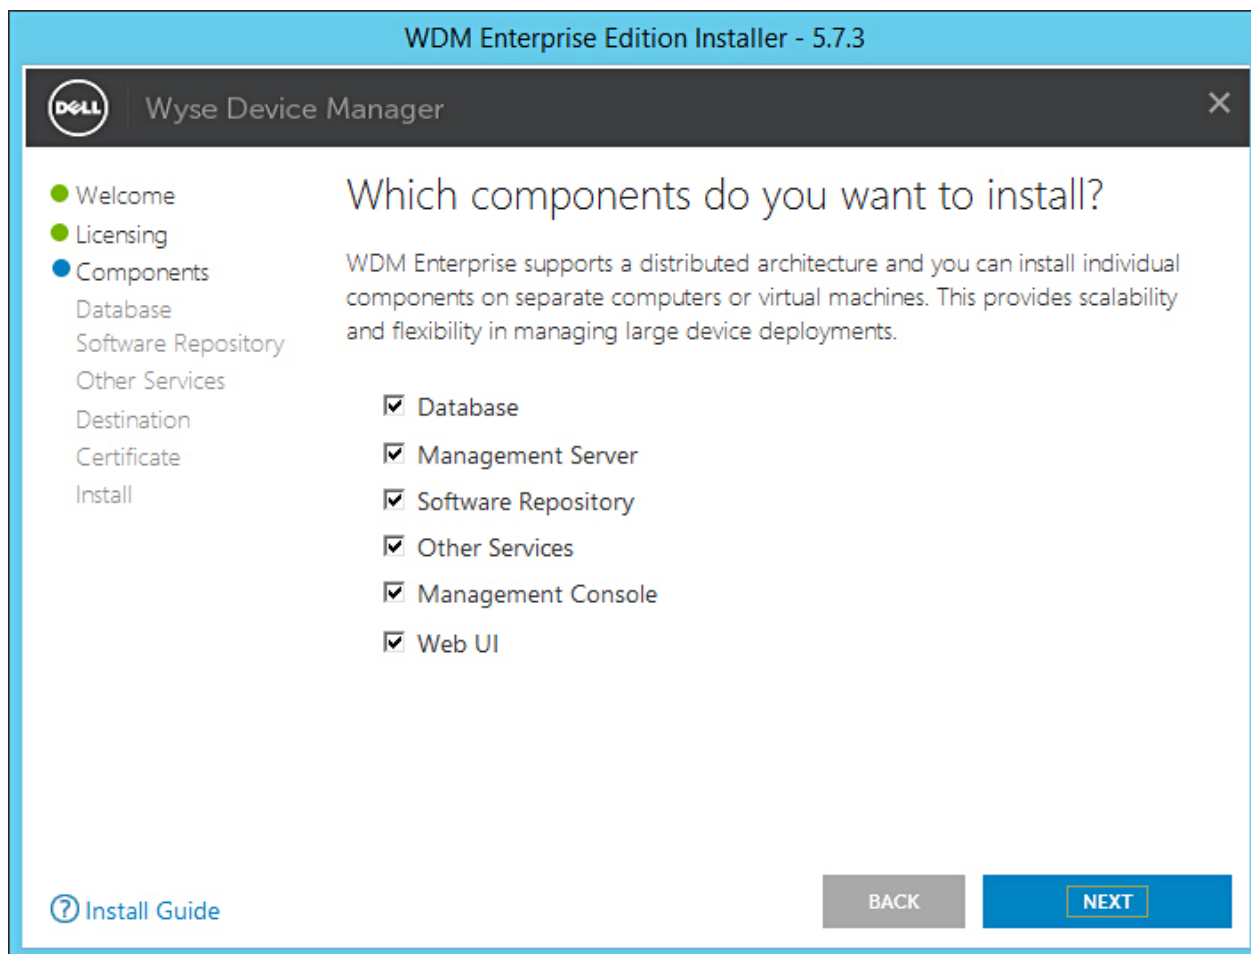 WDM Enterprise Edition Installer - 5.7.3
DELL
Wyse Device Manager
Welcome
Licensing
Components
Database
Software Repository
Other Services
Destination
Certificate
Install
Which components do you want to install?
WDM Enterprise supports a distributed architecture and you can install individual
components on separate computers or virtual machines. This provides scalability
and flexibility in managing large device deployments.
Database
Management Server
Software Repository
Other Services
Management Console
Web UI
? Install Guide
BACK
NEXT